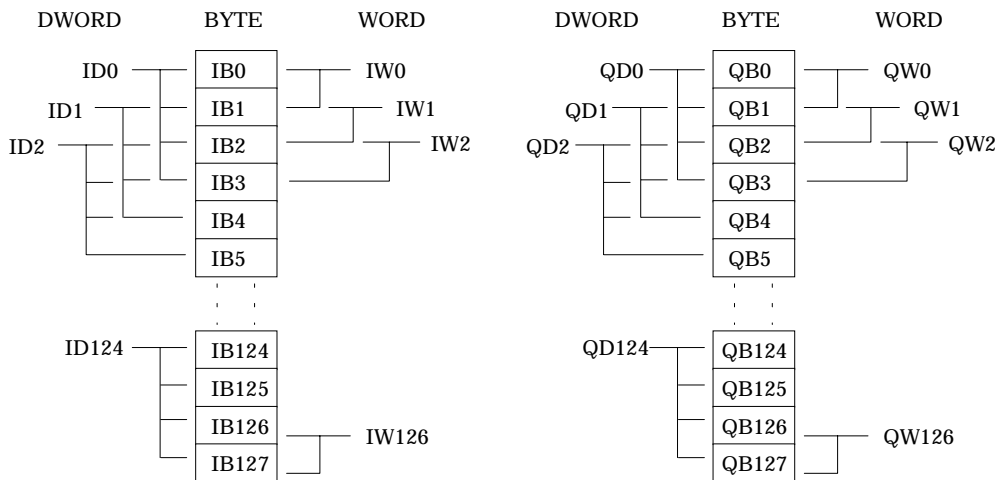 DWORD BYTE WORD DWORD BYTE WORD
ID0 IB0 IW0 QD0 QB0 QW0
ID1 IB1 IW1 QD1 QB1 QW1
ID2 IB2 IW2 QD2 QB2 QW2
IB3 QB3
IB4 QB4
IB5 QB5
ID124 IB124 QD124 QB124
IB125 QB125
IB126 IW126 QB126 QW126
IB127 QB127